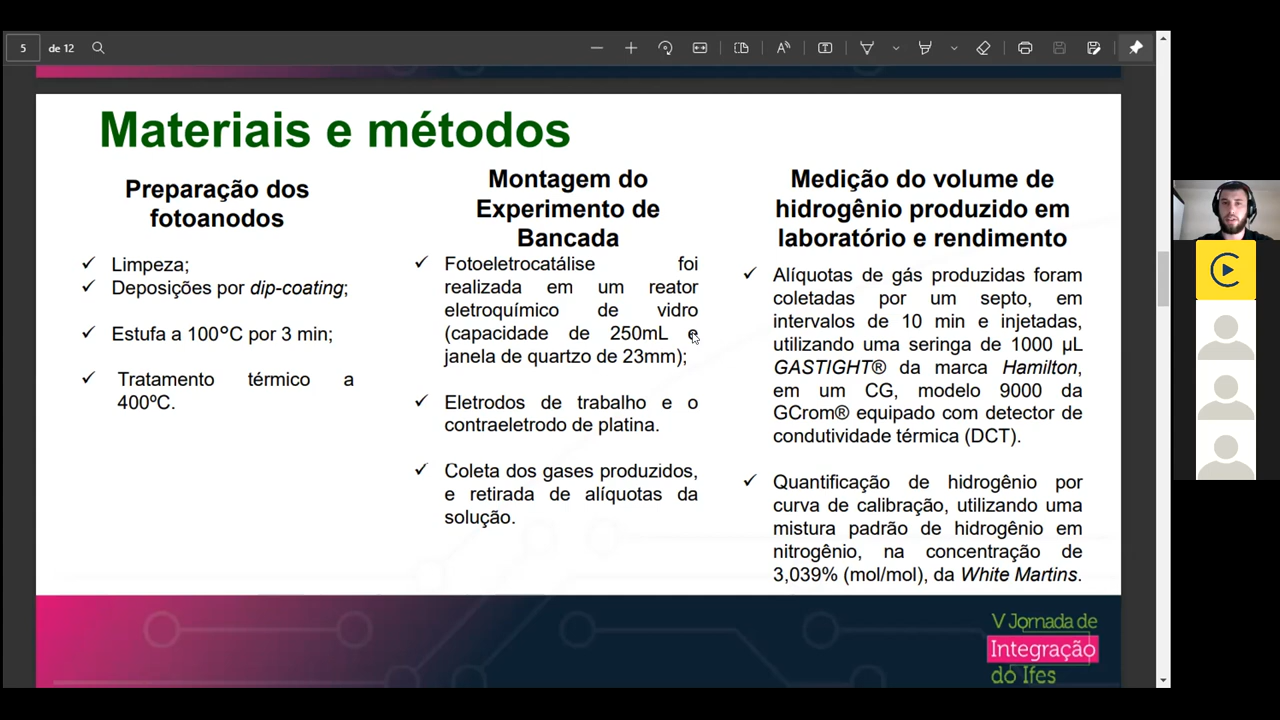 5 de 12
Materiais e métodos
Preparação dos
fotoanodos
Limpeza;
Deposições por dip-coating;
Estufa a 100ºC por 3 min;
Tratamento térmico a
400ºC.
Montagem do
Experimento de
Bancada
Fotoeletrocatálise foi
realizada em um reator
eletroquímico de vidro
(capacidade de 250mL e
janela de quartzo de 23mm);
Eletrodos de trabalho e o
contraeletrodo de platina.
Coleta dos gases produzidos,
e retirada de alíquotas da
solução.
Medição do volume de
hidrogênio produzido em
laboratório e rendimento
Alíquotas de gás produzidas foram
coletadas por um septo, em
intervalos de 10 min e injetadas,
utilizando uma seringa de 1000 µL
GASTIGHT® da marca Hamilton,
em um CG, modelo 9000 da
GCrom® equipado com detector de
condutividade térmica (DCT).
Quantificação de hidrogênio por
curva de calibração, utilizando uma
mistura padrão de hidrogênio em
nitrogênio, na concentração de
3,039% (mol/mol), da White Martins.
V Jornada de
Integração
do Ifes